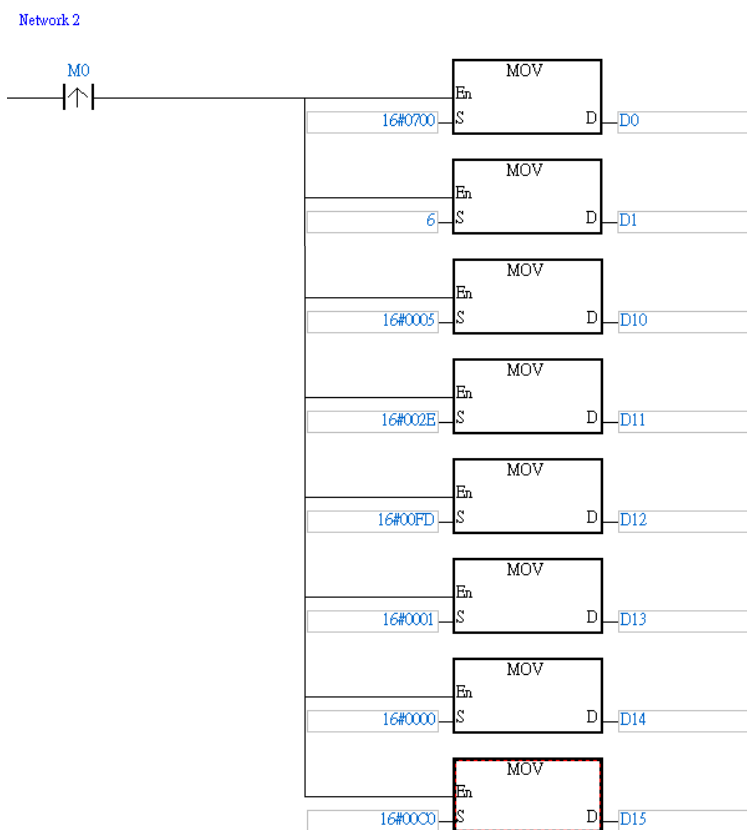 Network 2
M0
MOV
En
16#0700 S D D0
MOV
En
6 S D D1
MOV
En
16#0005 S D D10
MOV
En
16#002E S D D11
MOV
En
16#00FD S D D12
MOV
En
16#0001 S D D13
MOV
En
16#0000 S D D14
MOV
En
16#00C0 S D D15